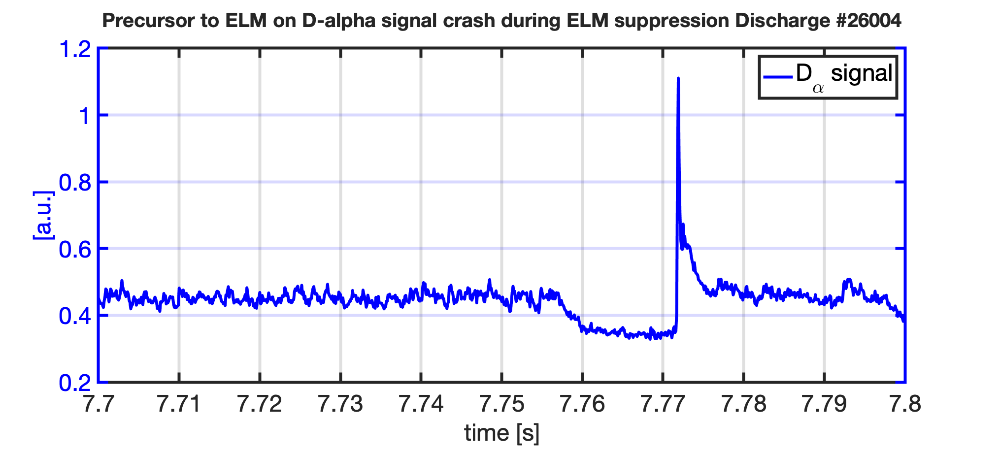 Precursor to ELM on D-alpha signal crash during ELM suppression Discharge #26004
1.2
1
0.8
0.6
0.4
0.2
[a.u.]
Dα signal
7.7 7.71 7.72 7.73 7.74 7.75 7.76 7.77 7.78 7.79 7.8
time [s]